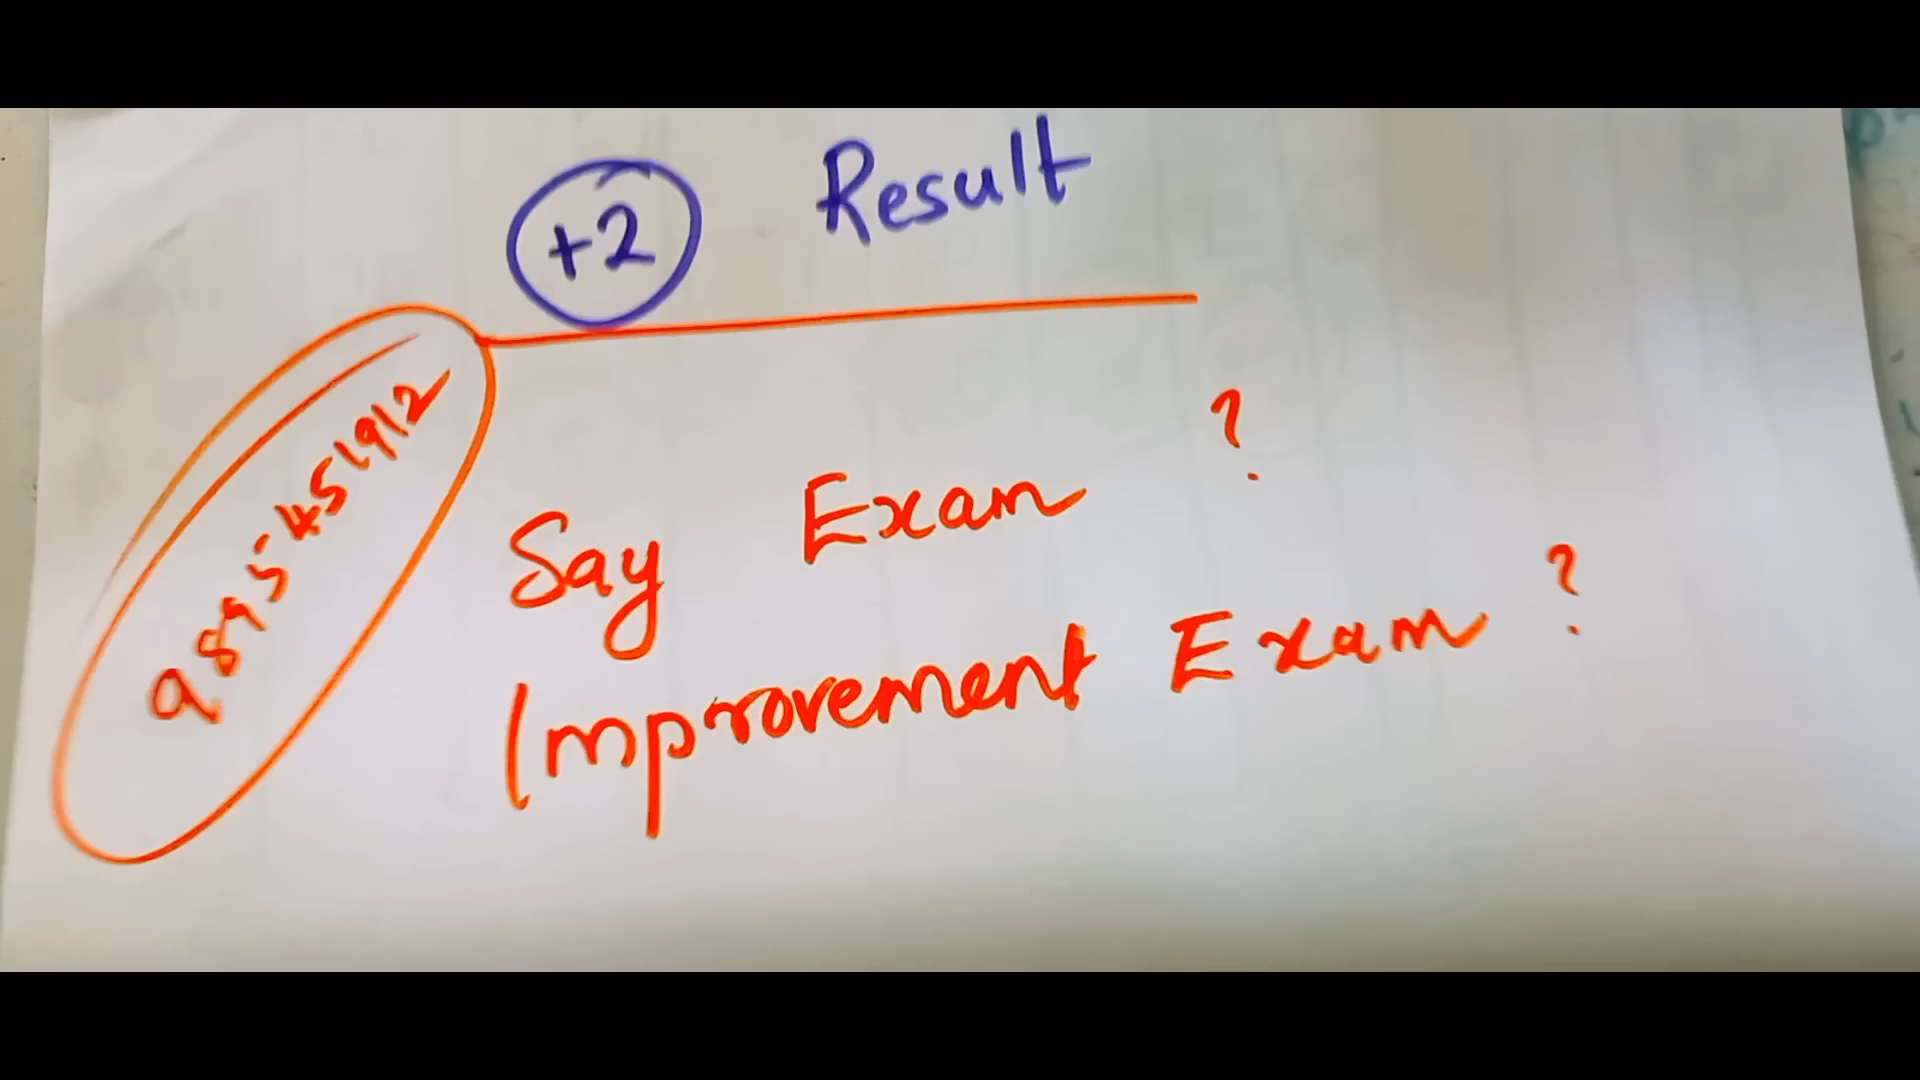 +2 Result
9895451912
Say Exam ?
Improvement Exam ?